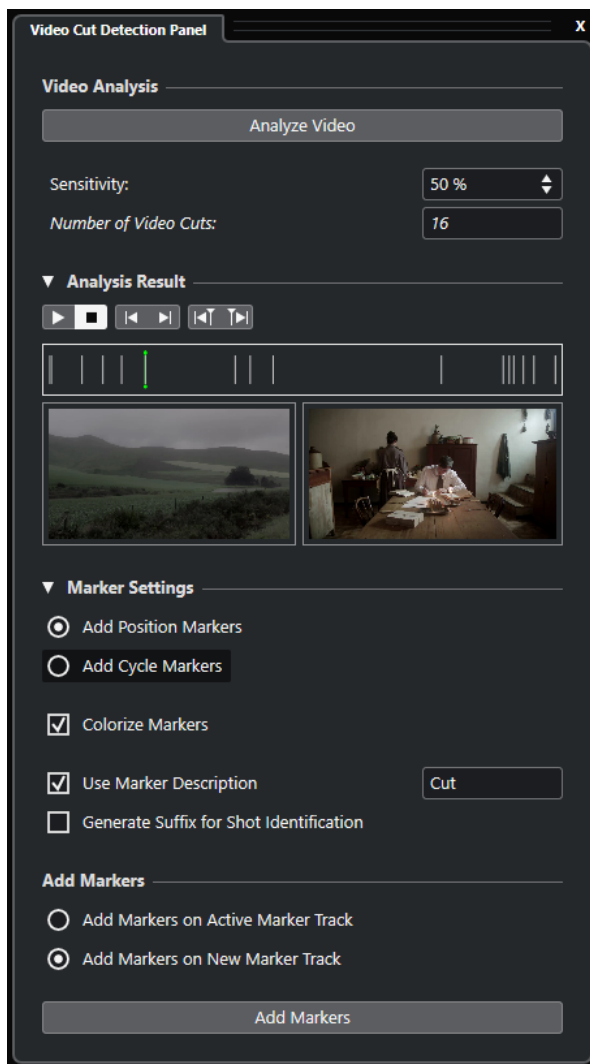 Video Cut Detection Panel
X
Video Analysis
Analyze Video
Sensitivity: 50 %
Number of Video Cuts: 16
Analysis Result
Marker Settings
Add Position Markers
Add Cycle Markers
Colorize Markers
Use Marker Description Cut
Generate Suffix for Shot Identification
Add Markers
Add Markers on Active Marker Track
Add Markers on New Marker Track
Add Markers